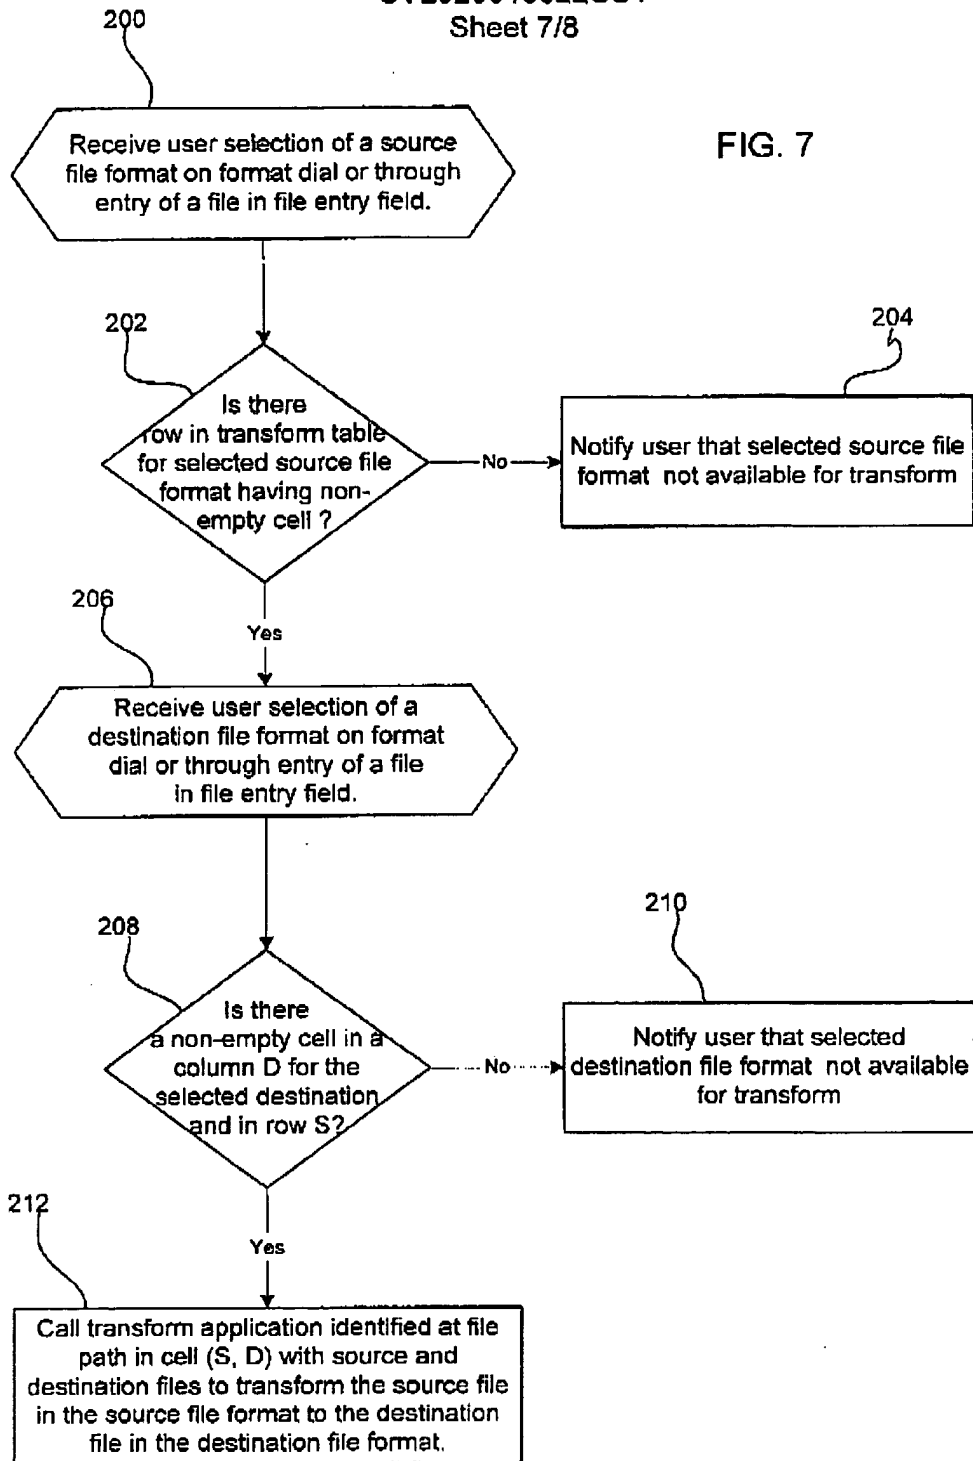 Sheet 7/8
200
FIG. 7
Receive user selection of a source
file format on format dial or through
entry of a file in file entry field.
202
204
Is there
row in transform table
for selected source file
format having non-
empty cell ?
No
Notify user that selected source file
format not available for transform
206
Yes
Receive user selection of a
destination file format on format
dial or through entry of a file
in file entry field.
208
210
Is there
a non-empty cell in a
column D for the
selected destination
and in row S?
No
Notify user that selected
destination file format not available
for transform
212
Yes
Call transform application identified at file
path in cell (S, D) with source and
destination files to transform the source file
in the source file format to the destination
file in the destination file format.